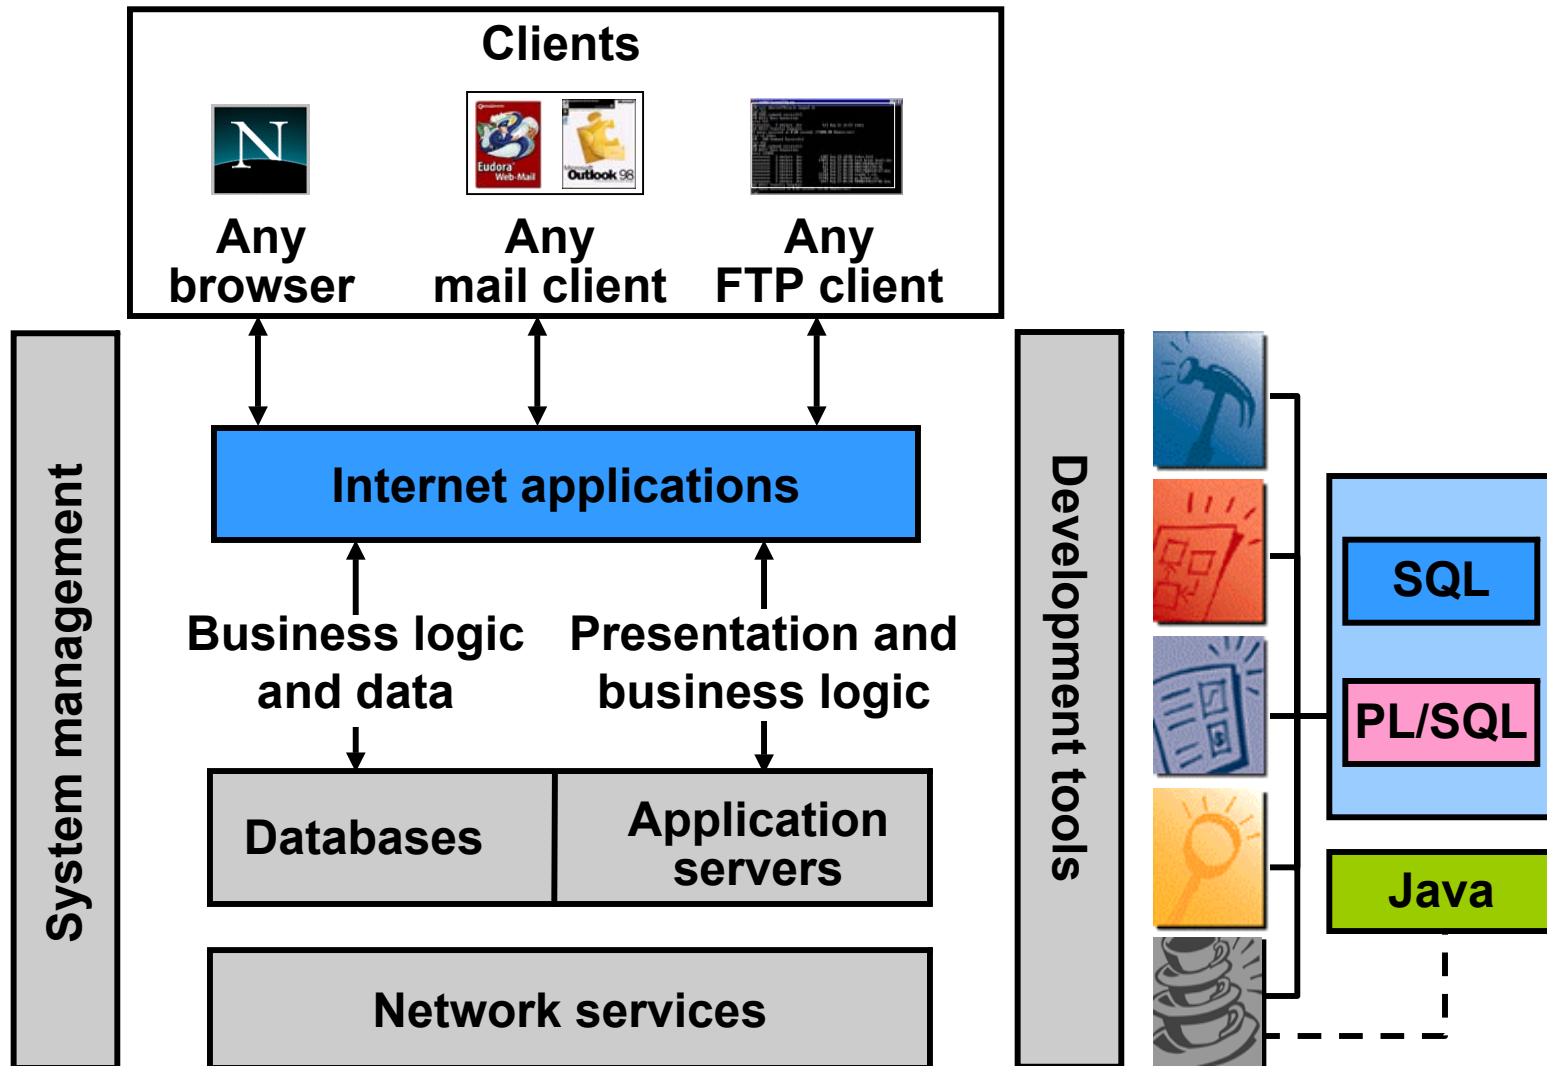 Clients
N
Eudora
Web-Mail
Outlook 98
Any
browser
Any
mail client
Any
FTP client
System management
Internet applications
Business logic
and data
Presentation and
business logic
Databases
Application
servers
Network services
Development tools
SQL
PL/SQL
Java